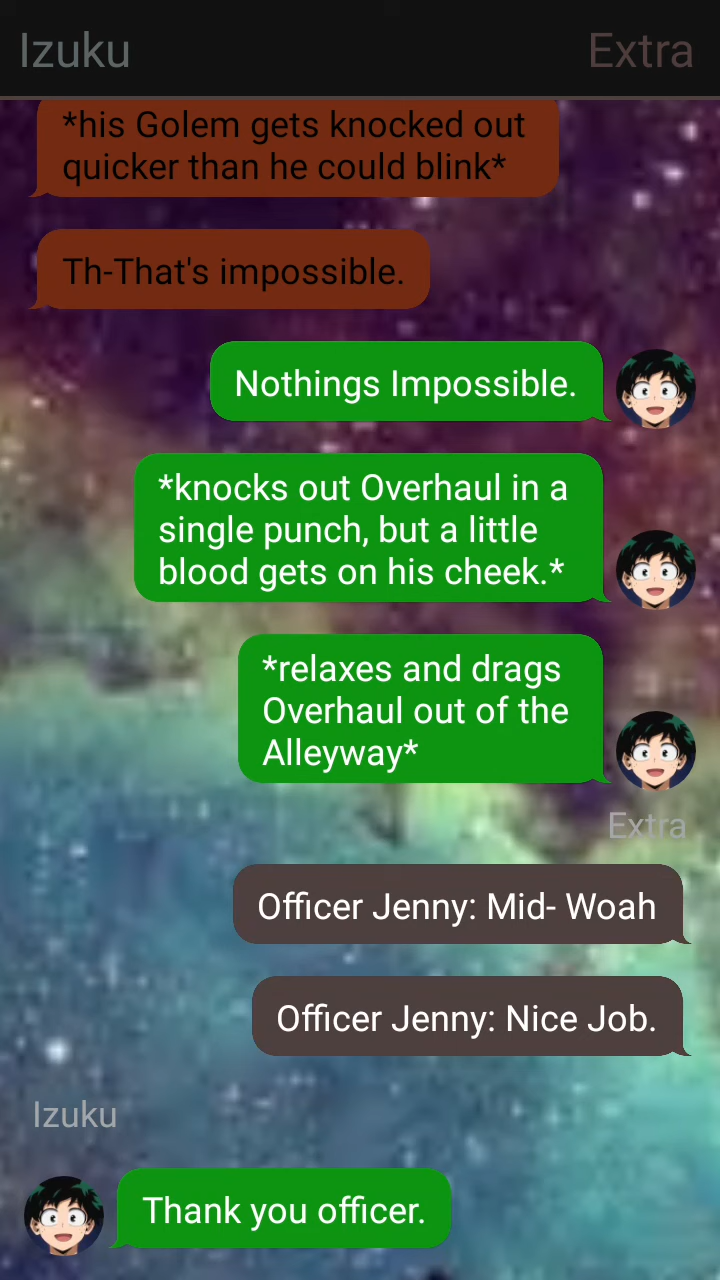 Izuku
Extra
*his Golem gets knocked out
quicker than he could blink*
Th-That's impossible.
Nothings Impossible.
*knocks out Overhaul in a
single punch, but a little
blood gets on his cheek.*
*relaxes and drags
Overhaul out of the
Alleyway*
Extra
Officer Jenny: Mid- Woah
Officer Jenny: Nice Job.
Izuku
Thank you officer.